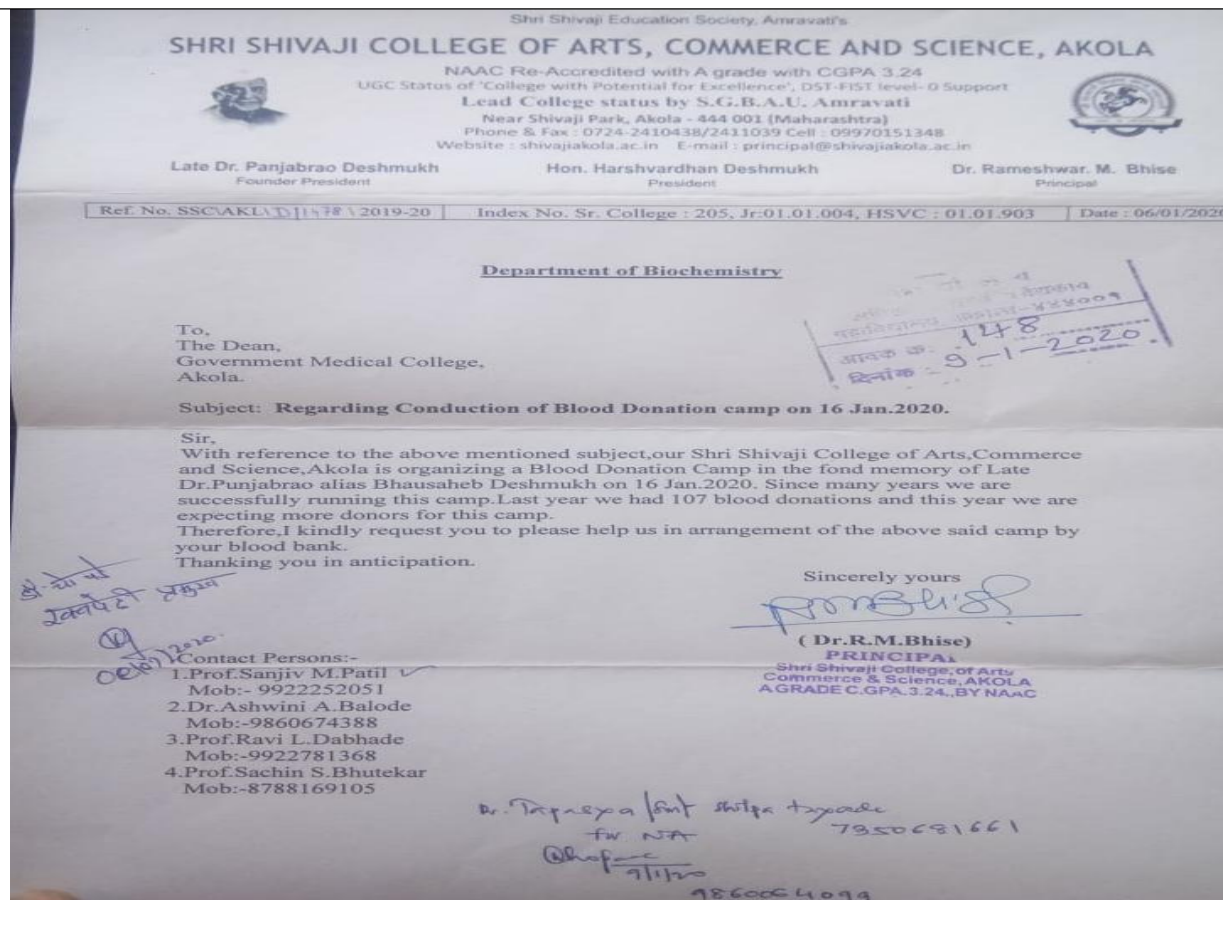 Shri Shivaji Education Society, Amravati's
SHRI SHIVAJI COLLEGE OF ARTS, COMMERCE AND SCIENCE, AKOLA
NAAC Re-Accredited with A grade with CGPA 3.24
UGC Status of 'College with Potential for Excellence', DST-FIST level- 0 Support
Lead College status by S.G.B.A.U. Amravati
Near Shivaji Park, Akola - 444 001 (Maharashtra)
Phone & Fax : 0724-2410438/2411039 Cell : 09970151348
Website : shivajiakola.ac.in E-mail : principal@shivajiakola.ac.in
Late Dr. Panjabrao Deshmukh Hon. Harshvardhan Deshmukh Dr. Rameshwar. M. Bhise
Founder President President Principal
Ref. No. SSC\AKL\D|1478\2019-20 Index No. Sr. College : 205, Jr:01.01.004, HSVC : 01.01.903 Date : 06/01/2020
Department of Biochemistry
आवक क्र. 148
दिनांक 9-1-2020
To,
The Dean,
Government Medical College,
Akola.
Subject: Regarding Conduction of Blood Donation camp on 16 Jan.2020.
Sir,
With reference to the above mentioned subject,our Shri Shivaji College of Arts,Commerce
and Science,Akola is organizing a Blood Donation Camp in the fond memory of Late
Dr.Punjabrao alias Bhausaheb Deshmukh on 16 Jan.2020. Since many years we are
successfully running this camp.Last year we had 107 blood donations and this year we are
expecting more donors for this camp.
Therefore,I kindly request you to please help us in arrangement of the above said camp by
your blood bank.
Thanking you in anticipation.
Sincerely yours
( Dr.R.M.Bhise)
PRINCIPAL
Shri Shivaji College, of Arts
Commerce & Science, AKOLA
A GRADE C.GPA.3.24.,BY NAAC
रक्तपेढी प्रमुख
Contact Persons:-
1.Prof.Sanjiv M.Patil
Mob:- 9922252051
2.Dr.Ashwini A.Balode
Mob:-9860674388
3.Prof.Ravi L.Dabhade
Mob:-9922781368
4.Prof.Sachin S.Bhutekar
Mob:-8788169105
7350681661
9/1/20
9860064099